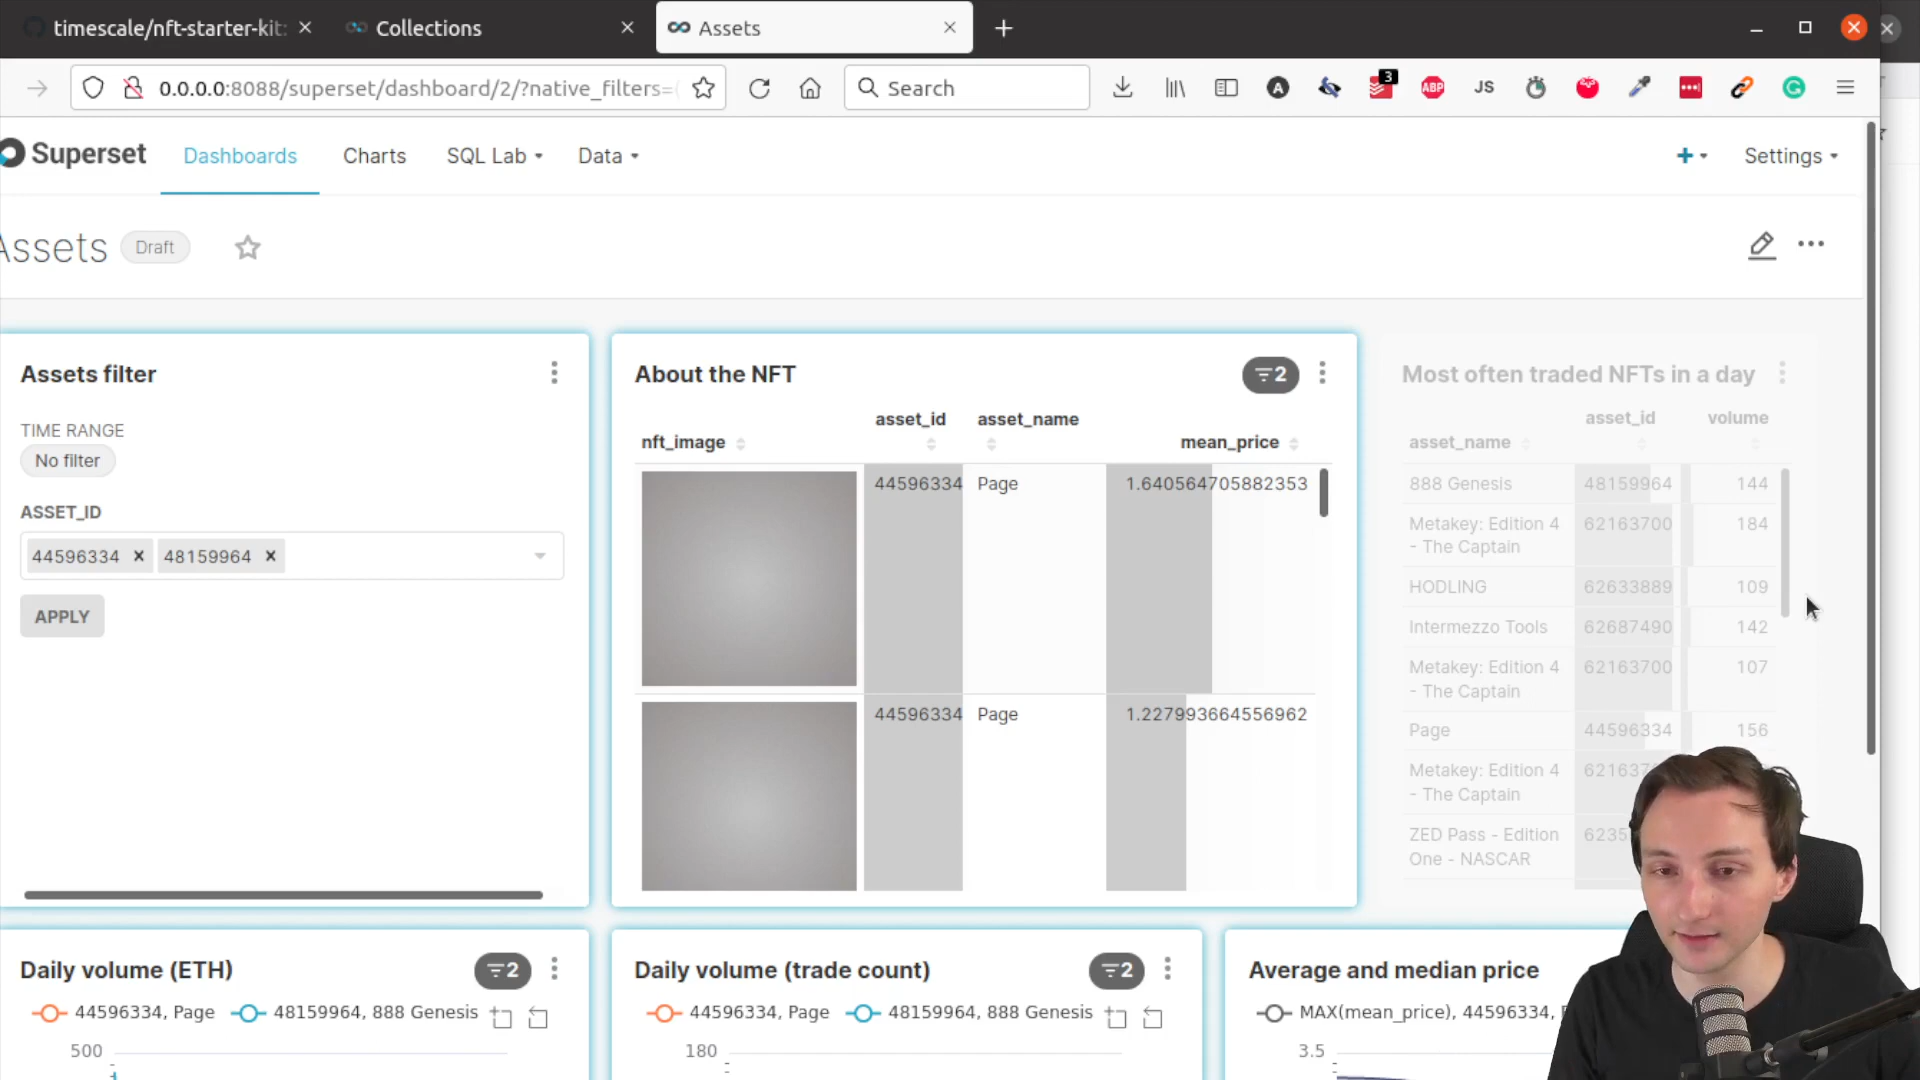 timescale/nft-starter-kit:
Collections
Assets
0.0.0.0:8088/superset/dashboard/2/?native_filters=(
Search
3
ABP
JS
Superset
Dashboards
Charts
SQL Lab
Data
Settings
Assets
Draft
Assets filter
TIME RANGE
No filter
ASSET_ID
44596334
48159964
APPLY
About the NFT
2
nft_image
asset_id
asset_name
mean_price
44596334
Page
1.640564705882353
44596334
Page
1.227993664556962
Most often traded NFTs in a day
asset_name
asset_id
volume
888 Genesis
48159964
144
Metakey: Edition 4
- The Captain
62163700
184
HODLING
62633889
109
Intermezzo Tools
62687490
142
Metakey: Edition 4
- The Captain
62163700
107
Page
44596334
156
Metakey: Edition 4
- The Captain
ZED Pass - Edition
One - NASCAR
Daily volume (ETH)
2
44596334, Page
48159964, 888 Genesis
500
Daily volume (trade count)
2
44596334, Page
48159964, 888 Genesis
180
Average and median price
MAX(mean_price), 44596334,
3.5